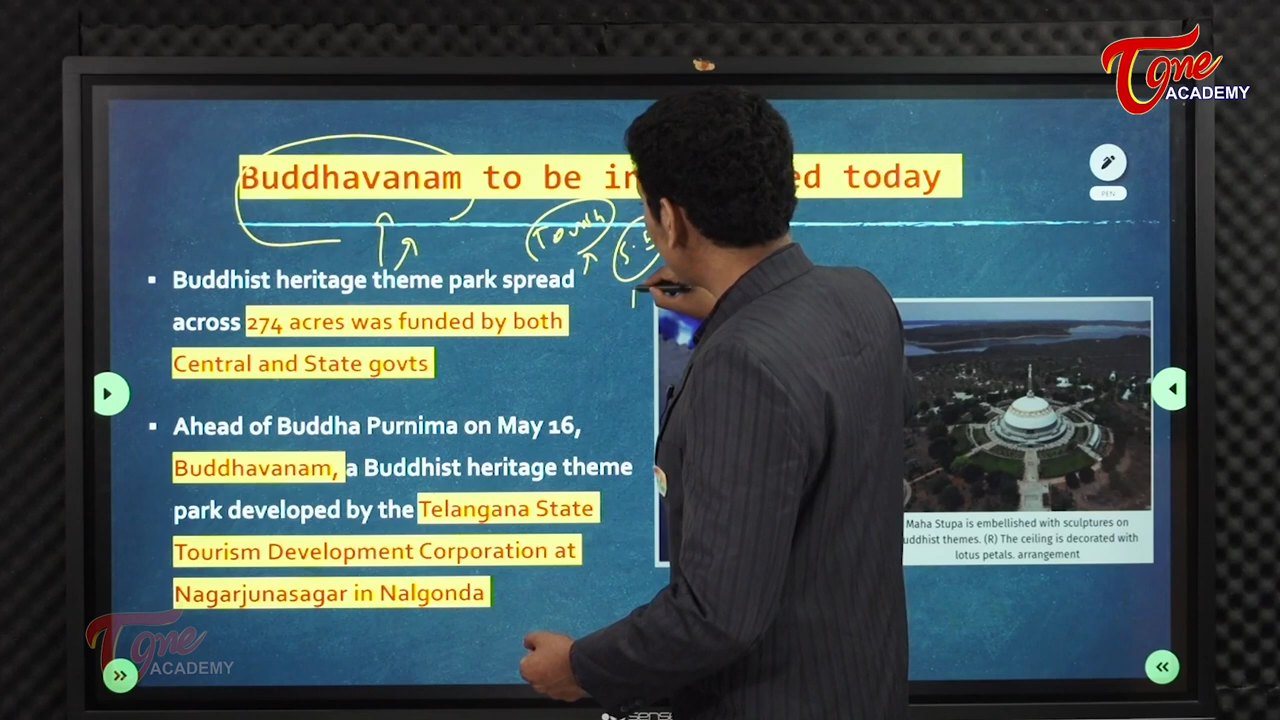 Tone
ACADEMY
Buddhavanam to be in ed today
PEN
Tourism
Buddhist heritage theme park spread
across 274 acres was funded by both
Central and State govts
Ahead of Buddha Purnima on May 16,
Buddhavanam, a Buddhist heritage theme
park developed by the Telangana State
Tourism Development Corporation at
Nagarjunasagar in Nalgonda
Maha Stupa is embellished with sculptures on
uddhist themes. (R) The ceiling is decorated with
lotus petals. arrangement
Tone
ACADEMY